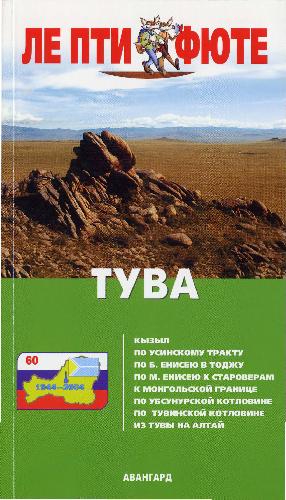 ЛЕ ПТИ ФЮТЕ
ТУВА
60
1944-2004
КЫЗЫЛ
ПО УСИНСКОМУ ТРАКТУ
ПО Б. ЕНИСЕЮ В ТОДЖУ
ПО М. ЕНИСЕЮ К СТАРОВЕРАМ
К МОНГОЛЬСКОЙ ГРАНИЦЕ
ПО УБСУНУРСКОЙ КОТЛОВИНЕ
ПО ТУВИНСКОЙ КОТЛОВИНЕ
ИЗ ТУВЫ НА АЛТАЙ
АВАНГАРД